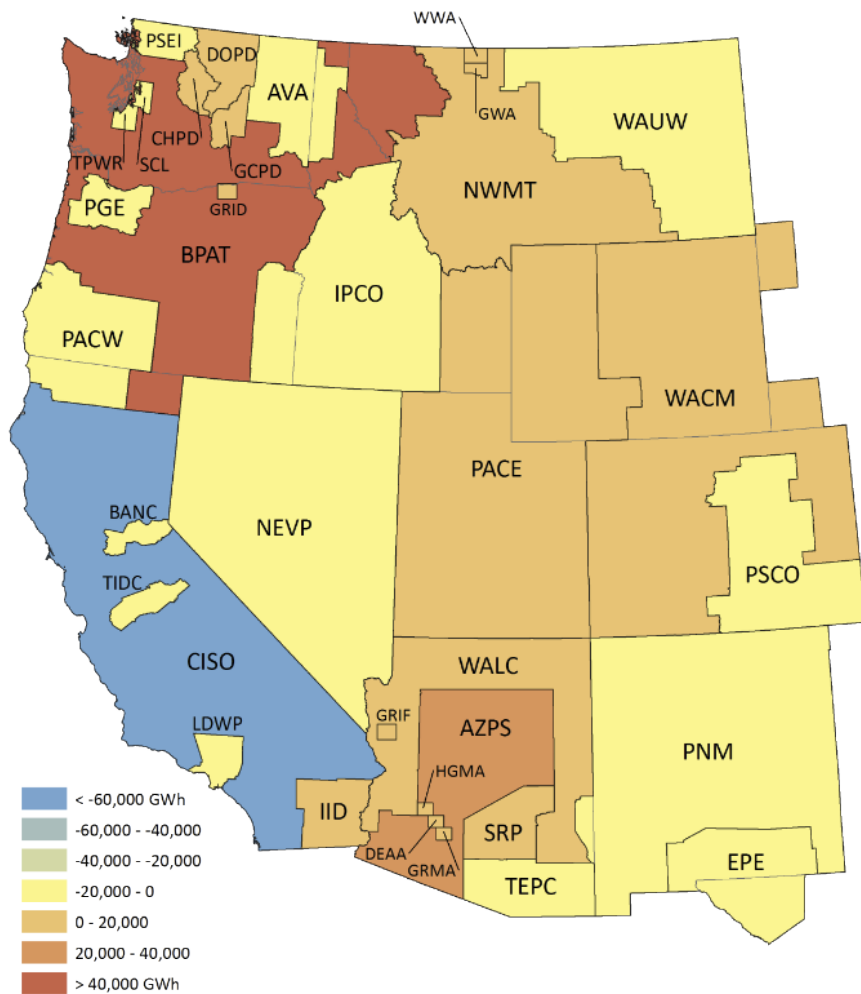 WWA
PSEI
DOPD
AVA
WAUW
GWA
CHPD
TPWR
SCL
GCPD
NWMT
PGE
GRID
BPAT
IPCO
PACW
WACM
PACE
BANC
NEVP
PSCO
TIDC
CISO
WALC
LDWP
GRIF
AZPS
PNM
HGMA
IID
SRP
DEAA
GRMA
EPE
TEPC
< -60,000 GWh
-60,000 - -40,000
-40,000 - -20,000
-20,000 - 0
0 - 20,000
20,000 - 40,000
> 40,000 GWh